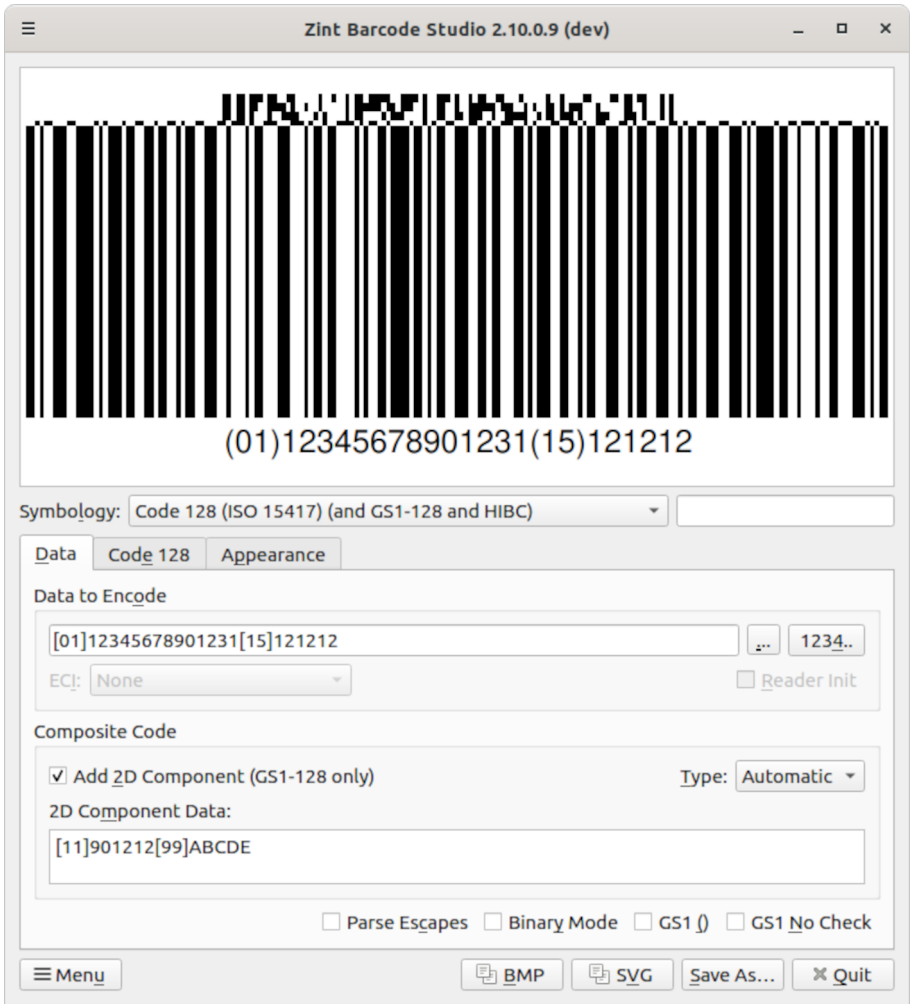 Zint Barcode Studio 2.10.0.9 (dev)
(01)12345678901231(15)121212
Symbology: Code 128 (ISO 15417) (and GS1-128 and HIBC)
Data Code 128 Appearance
Data to Encode
[01]12345678901231[15]121212 ... 1234..
ECI: None Reader Init
Composite Code
Add 2D Component (GS1-128 only) Type: Automatic
2D Component Data:
[11]901212[99]ABCDE
Parse Escapes Binary Mode GS1 () GS1 No Check
Menu BMP SVG Save As... Quit